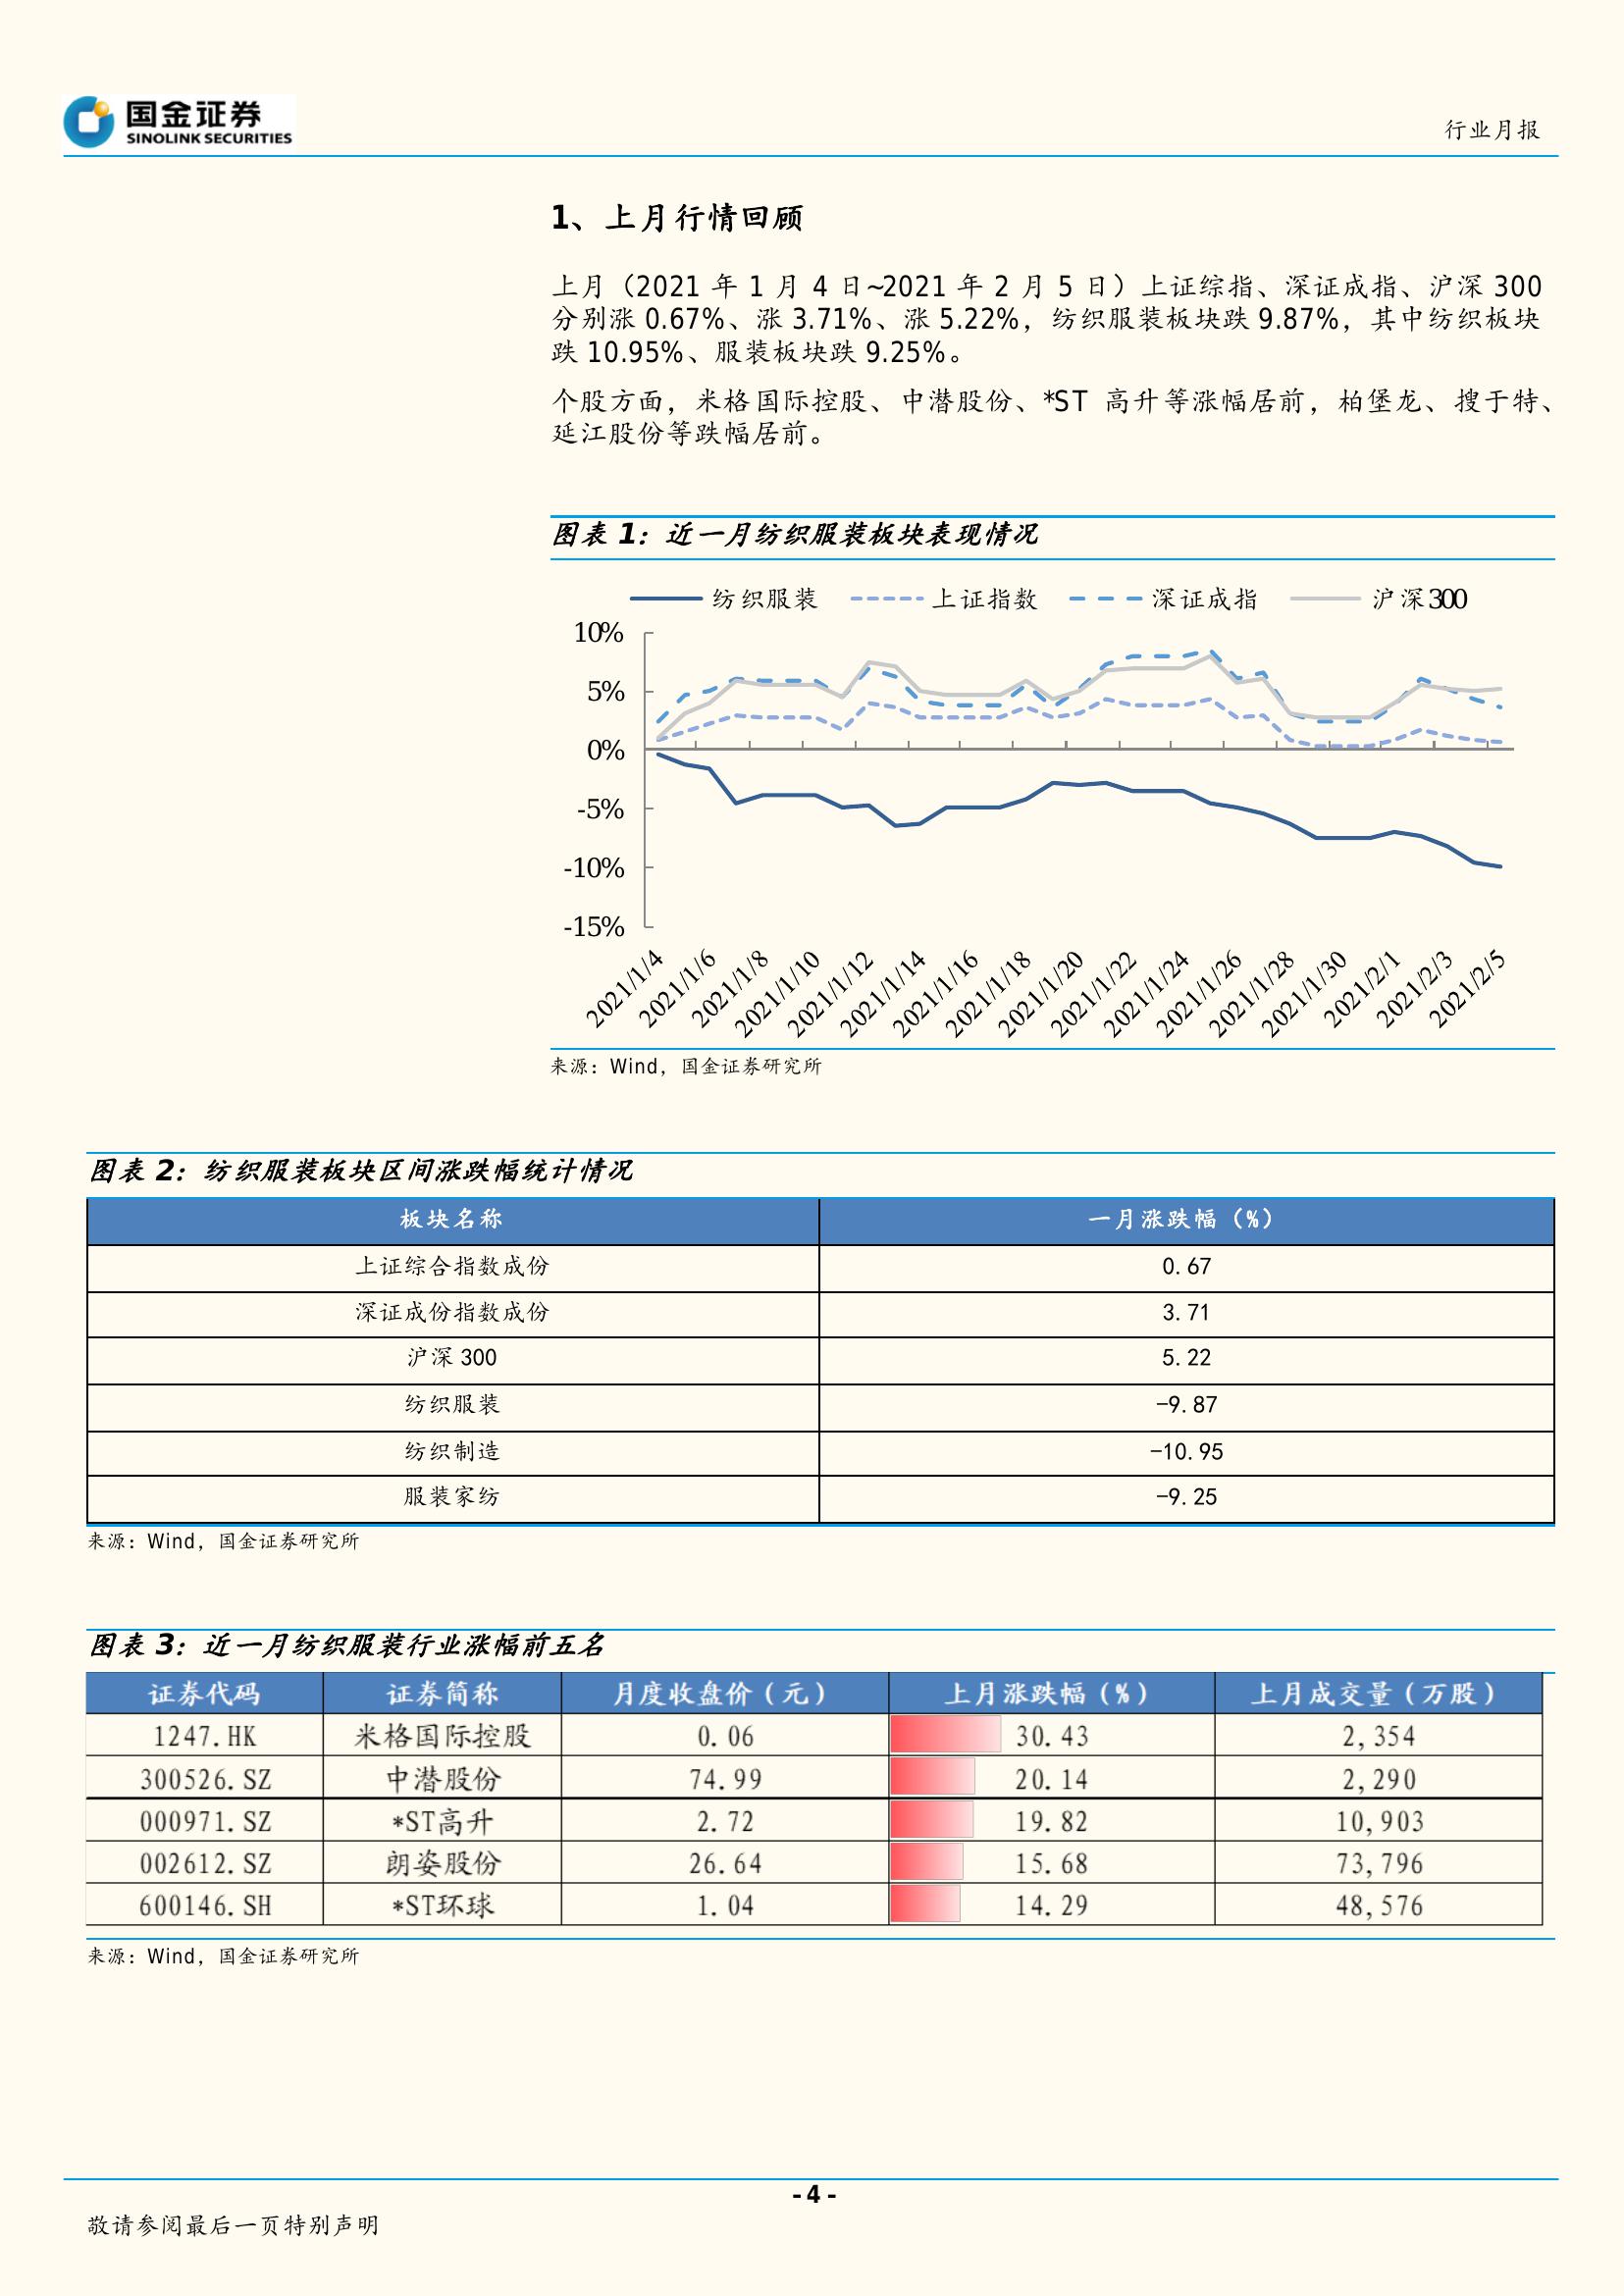 国金证券
SINOLINK SECURITIES
行业月报
1、上月行情回顾
上月（2021 年 1 月 4 日~2021 年 2 月 5 日）上证综指、深证成指、沪深 300
分别涨 0.67%、涨 3.71%、涨 5.22%，纺织服装板块跌 9.87%，其中纺织板块
跌 10.95%、服装板块跌 9.25%。
个股方面，米格国际控股、中潜股份、*ST 高升等涨幅居前，柏堡龙、搜于特、
延江股份等跌幅居前。
图表 1：近一月纺织服装板块表现情况
纺织服装 上证指数 深证成指 沪深300
10%
5%
0%
-5%
-10%
-15%
2021/1/4 2021/1/6 2021/1/8 2021/1/10 2021/1/12 2021/1/14 2021/1/16 2021/1/18 2021/1/20 2021/1/22 2021/1/24 2021/1/26 2021/1/28 2021/1/30 2021/2/1 2021/2/3 2021/2/5
来源：Wind，国金证券研究所
图表 2：纺织服装板块区间涨跌幅统计情况
板块名称 一月涨跌幅（%）
上证综合指数成份 0.67
深证成份指数成份 3.71
沪深 300 5.22
纺织服装 -9.87
纺织制造 -10.95
服装家纺 -9.25
来源：Wind，国金证券研究所
图表 3：近一月纺织服装行业涨幅前五名
证券代码 证券简称 月度收盘价（元） 上月涨跌幅（%） 上月成交量（万股）
1247.HK 米格国际控股 0.06 30.43 2,354
300526.SZ 中潜股份 74.99 20.14 2,290
000971.SZ *ST高升 2.72 19.82 10,903
002612.SZ 朗姿股份 26.64 15.68 73,796
600146.SH *ST环球 1.04 14.29 48,576
来源：Wind，国金证券研究所
- 4 -
敬请参阅最后一页特别声明